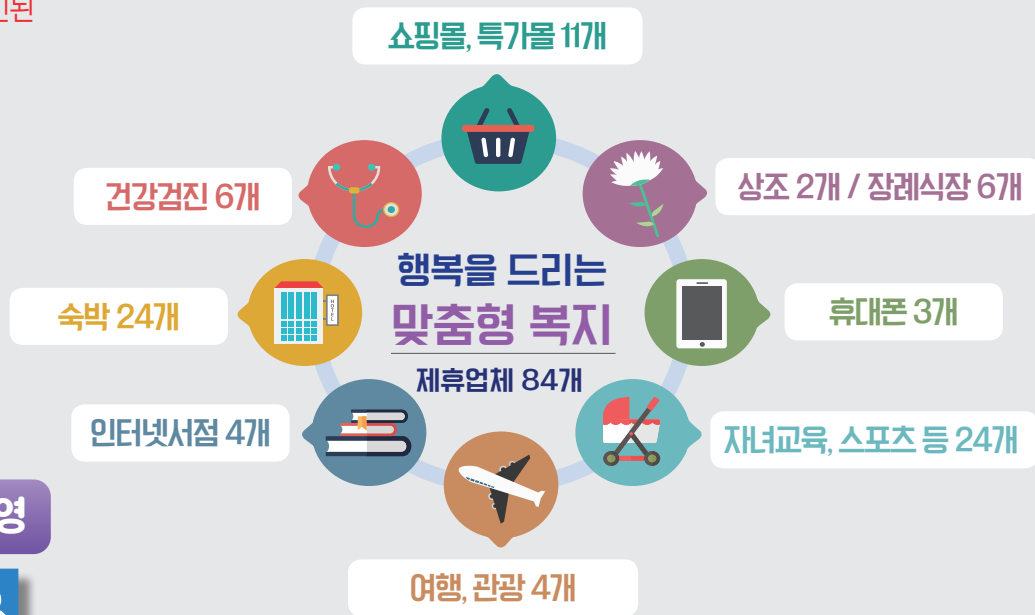 인된
쇼핑몰, 특가몰 11개
건강검진 6개
상조 2개 / 장례식장 6개
행복을 드리는
맞춤형 복지
제휴업체 84개
숙박 24개
HOTEL
휴대폰 3개
인터넷서점 4개
자녀교육, 스포츠 등 24개
여행, 관광 4개
영